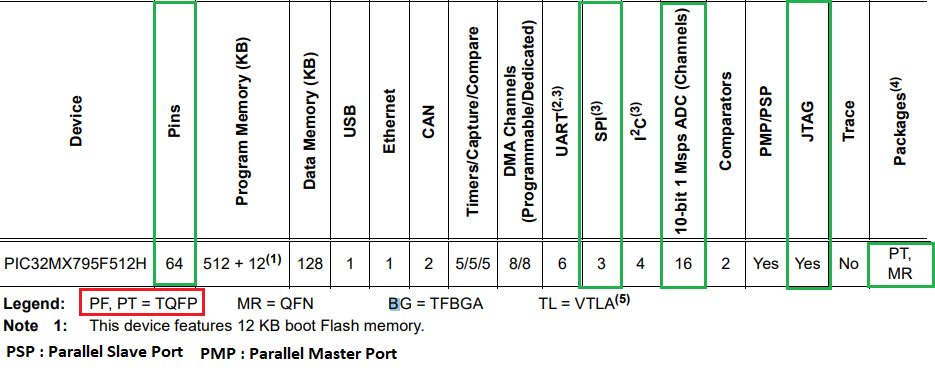 Device Pins Program Memory (KB) Data Memory (KB) USB Ethernet CAN Timers/Capture/Compare DMA Channels (Programmable/Dedicated) UART(2,3) SPI(3) I2C(3) 10-bit 1 Msps ADC (Channels) Comparators PMP/PSP JTAG Trace Packages(4)
PIC32MX795F512H 64 512 + 12(1) 128 1 1 2 5/5/5 8/8 6 3 4 16 2 Yes Yes No PT, MR
Legend: PF, PT = TQFP MR = QFN BG = TFBGA TL = VTLA(5)
Note 1: This device features 12 KB boot Flash memory.
PSP : Parallel Slave Port PMP : Parallel Master Port